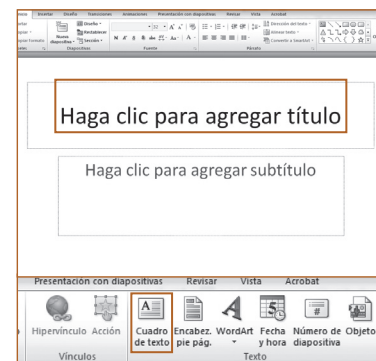 Inicio Insertar Diseño Transiciones Animaciones Presentación con diapositivas Revisar Vista Acrobat
Diseño
Restablecer
Sección
Nueva diapositiva
Dirección del texto
Alinear texto
Convertir a SmartArt
Diapositivas Fuente Párrafo
Haga clic para agregar título
Haga clic para agregar subtítulo
Presentación con diapositivas Revisar Vista Acrobat
Hipervínculo Acción Cuadro de texto Encabez. pie pág. WordArt Fecha y hora Número de diapositiva Objeto
Vínculos Texto